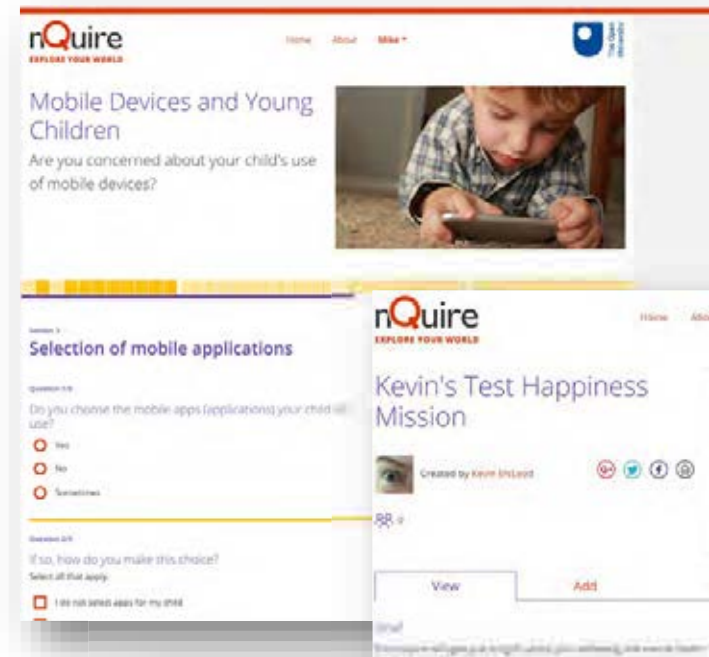 nQuire
EXPLORE YOUR WORLD
Home About Mike
The Open University
Mobile Devices and Young
Children
Are you concerned about your child's use
of mobile devices?
Selection of mobile applications
Do you choose the mobile apps (applications) your child
use?
Yes
No
Sometimes
If so, how do you make this choice?
Select all that apply.
I do not select apps for my child
nQuire
EXPLORE YOUR WORLD
Home
Kevin's Test Happiness
Mission
Created by Kevin McLeod
View Add